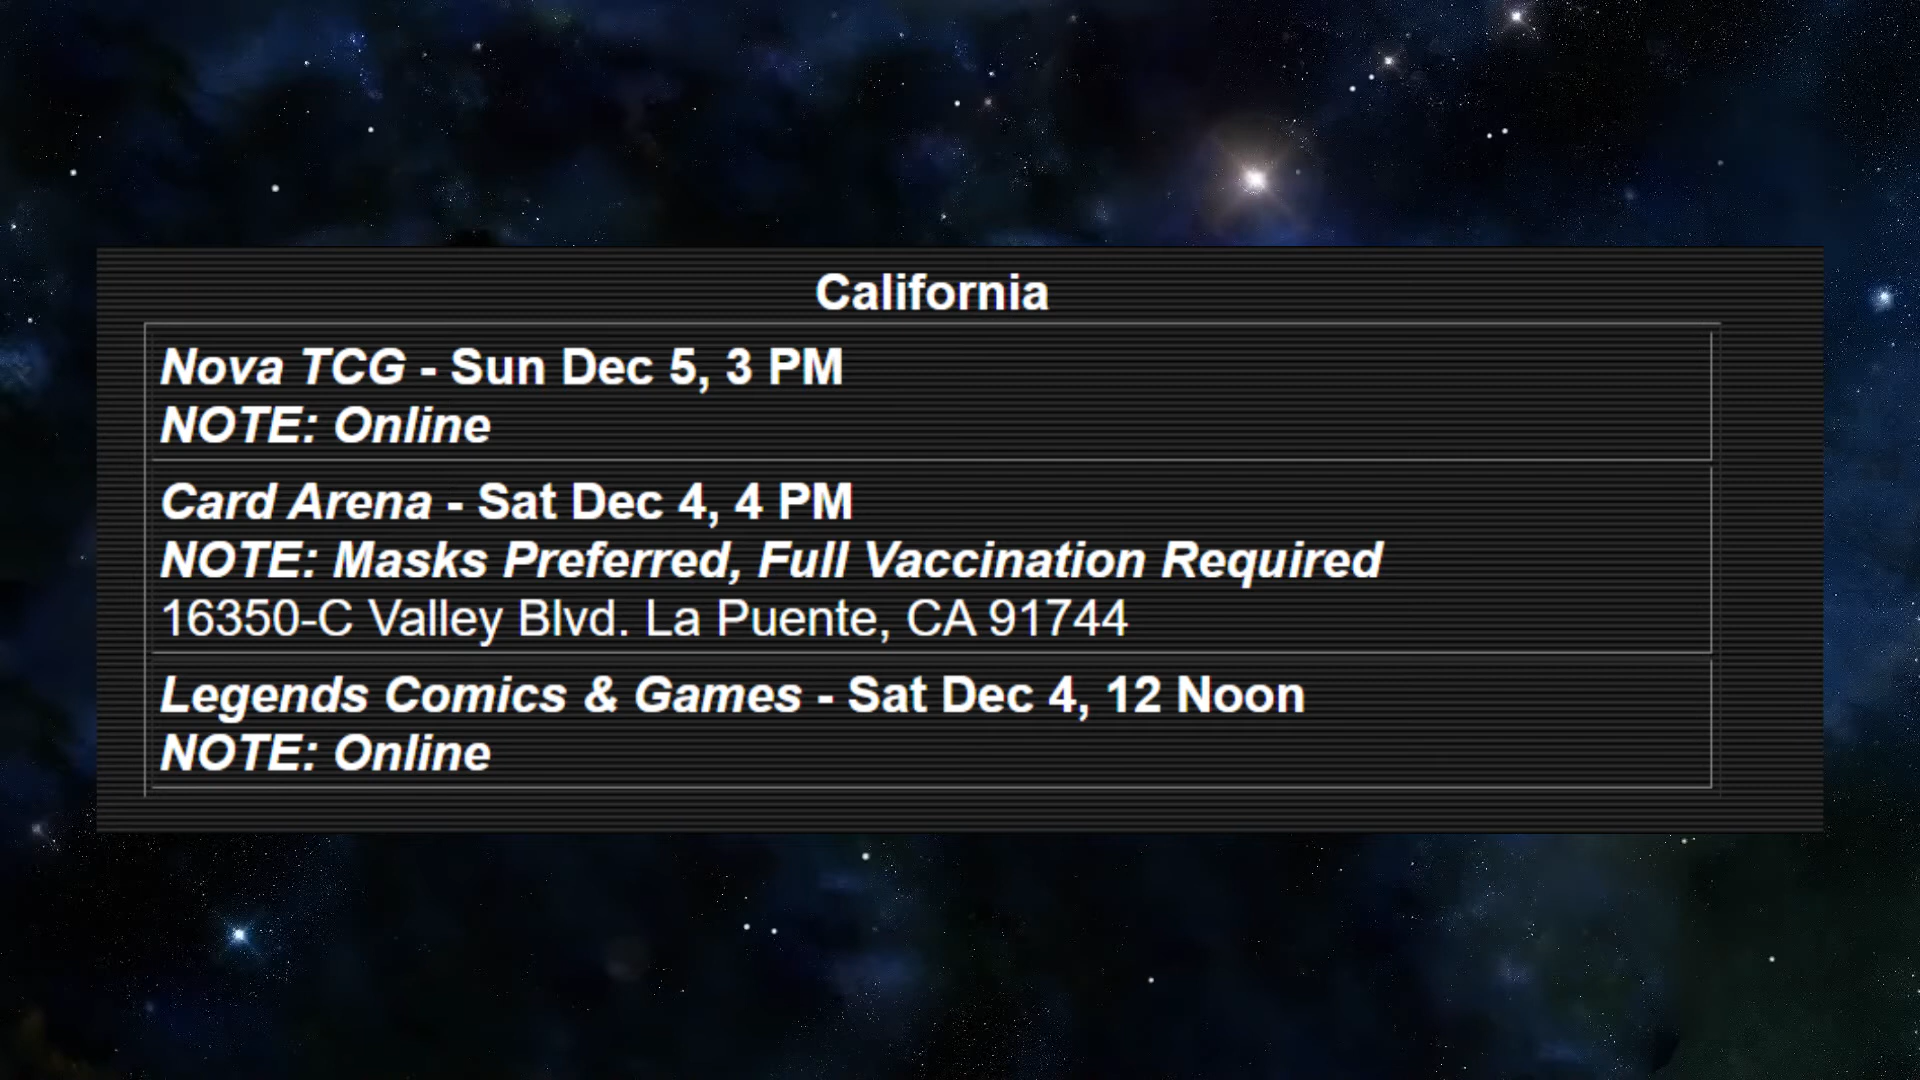 California
Nova TCG - Sun Dec 5, 3 PM
NOTE: Online
Card Arena - Sat Dec 4, 4 PM
NOTE: Masks Preferred, Full Vaccination Required
16350-C Valley Blvd. La Puente, CA 91744
Legends Comics & Games - Sat Dec 4, 12 Noon
NOTE: Online